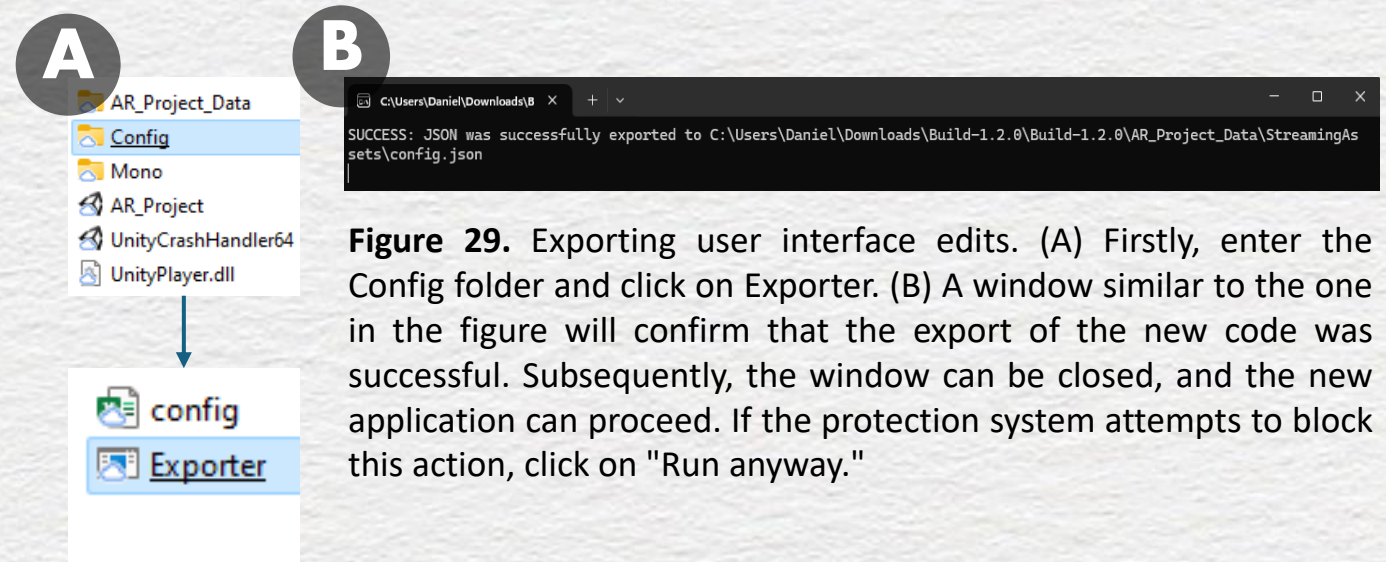 A
AR_Project_Data
Config
Mono
AR_Project
UnityCrashHandler64
UnityPlayer.dll
config
Exporter
B
C:\Users\Daniel\Downloads\B
SUCCESS: JSON was successfully exported to C:\Users\Daniel\Downloads\Build-1.2.0\Build-1.2.0\AR_Project_Data\StreamingAs
sets\config.json
Figure 29. Exporting user interface edits. (A) Firstly, enter the
Config folder and click on Exporter. (B) A window similar to the one
in the figure will confirm that the export of the new code was
successful. Subsequently, the window can be closed, and the new
application can proceed. If the protection system attempts to block
this action, click on "Run anyway."